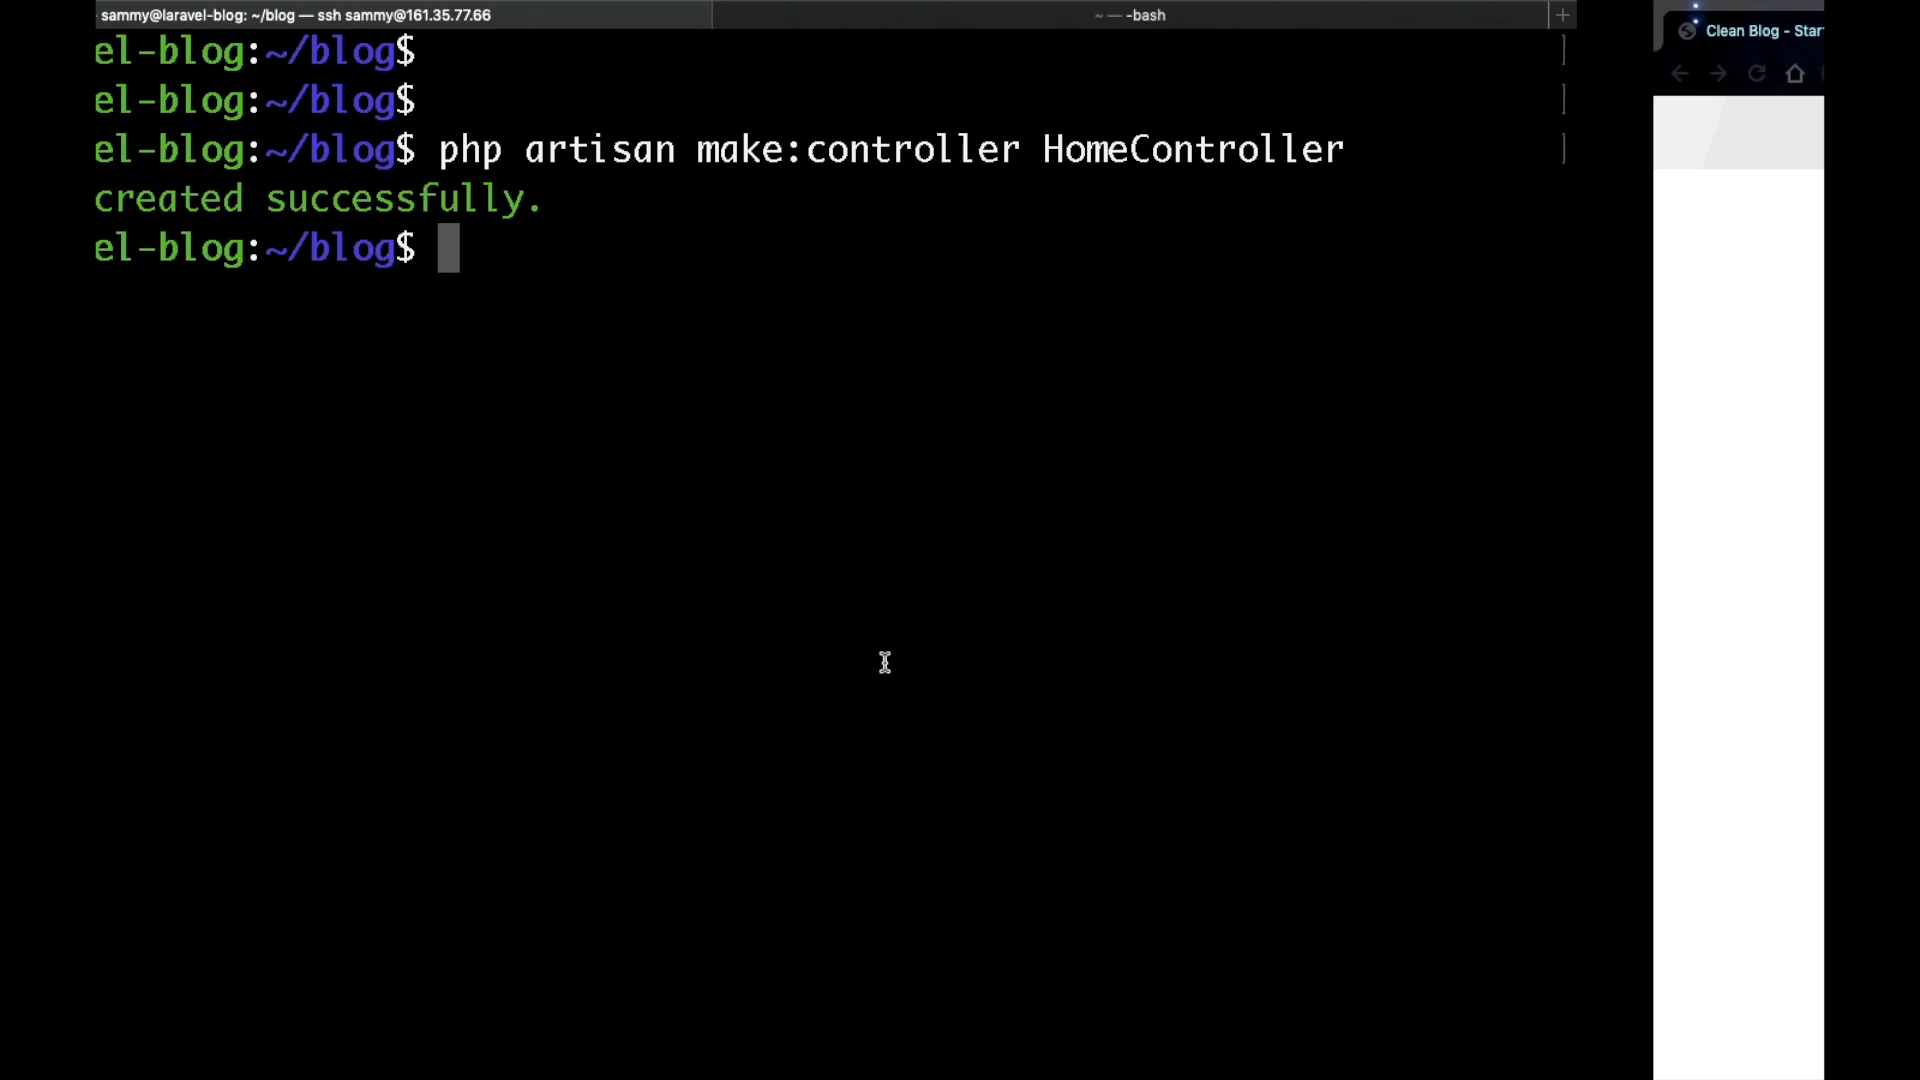 sammy@laravel-blog: ~/blog — ssh sammy@161.35.77.66
~ — -bash
Clean Blog - Star
el-blog:~/blog$
el-blog:~/blog$
el-blog:~/blog$ php artisan make:controller HomeController
created successfully.
el-blog:~/blog$